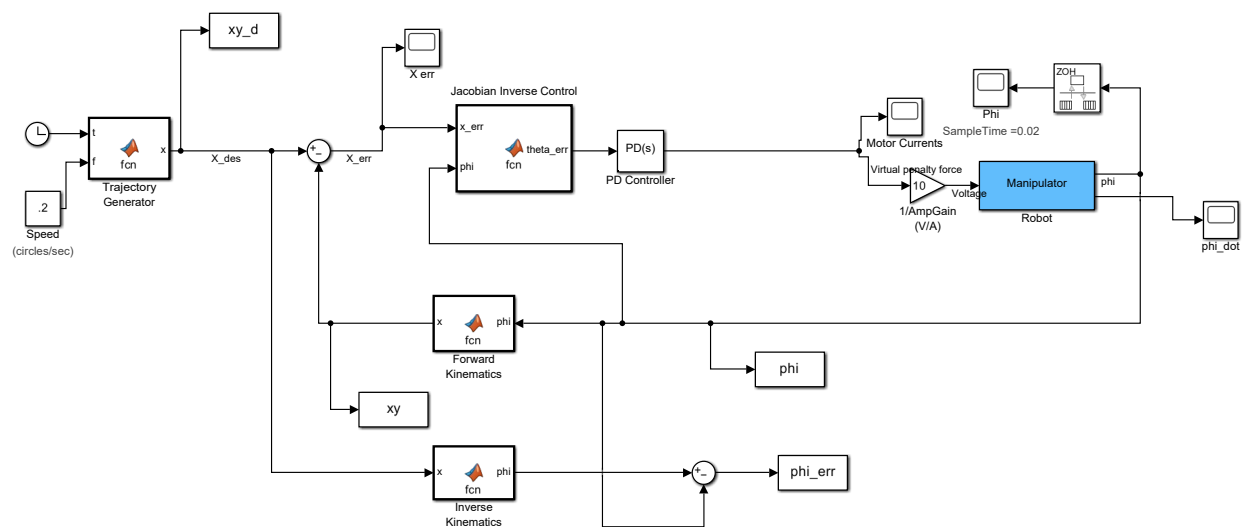 xy_d
X err
Jacobian Inverse Control
ZOH
Phi
SampleTime =0.02
t
f
x
fcn
Trajectory
Generator
X_des
+
−
X_err
x_err
phi
fcn
theta_err
PD(s)
PD Controller
Motor Currents
Virtual penalty force
10
1/AmpGain
(V/A)
Voltage
Manipulator
Robot
phi
phi_dot
.2
Speed
(circles/sec)
x
phi
fcn
Forward
Kinematics
phi
xy
x
phi
fcn
Inverse
Kinematics
+
−
phi_err